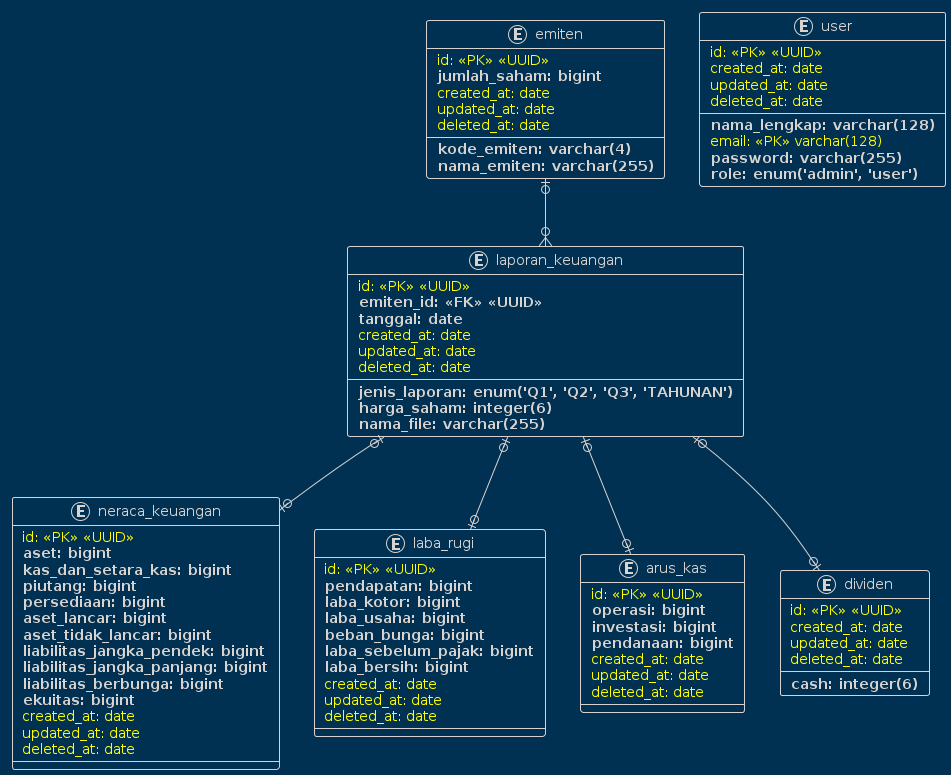 E emiten
id: «PK» «UUID»
jumlah_saham: bigint
created_at: date
updated_at: date
deleted_at: date
kode_emiten: varchar(4)
nama_emiten: varchar(255)
E user
id: «PK» «UUID»
created_at: date
updated_at: date
deleted_at: date
nama_lengkap: varchar(128)
email: «PK» varchar(128)
password: varchar(255)
role: enum('admin', 'user')
E laporan_keuangan
id: «PK» «UUID»
emiten_id: «FK» «UUID»
tanggal: date
created_at: date
updated_at: date
deleted_at: date
jenis_laporan: enum('Q1', 'Q2', 'Q3', 'TAHUNAN')
harga_saham: integer(6)
nama_file: varchar(255)
E neraca_keuangan
id: «PK» «UUID»
aset: bigint
kas_dan_setara_kas: bigint
piutang: bigint
persediaan: bigint
aset_lancar: bigint
aset_tidak_lancar: bigint
liabilitas_jangka_pendek: bigint
liabilitas_jangka_panjang: bigint
liabilitas_berbunga: bigint
ekuitas: bigint
created_at: date
updated_at: date
deleted_at: date
E laba_rugi
id: «PK» «UUID»
pendapatan: bigint
laba_kotor: bigint
laba_usaha: bigint
beban_bunga: bigint
laba_sebelum_pajak: bigint
laba_bersih: bigint
created_at: date
updated_at: date
deleted_at: date
E arus_kas
id: «PK» «UUID»
operasi: bigint
investasi: bigint
pendanaan: bigint
created_at: date
updated_at: date
deleted_at: date
E dividen
id: «PK» «UUID»
created_at: date
updated_at: date
deleted_at: date
cash: integer(6)